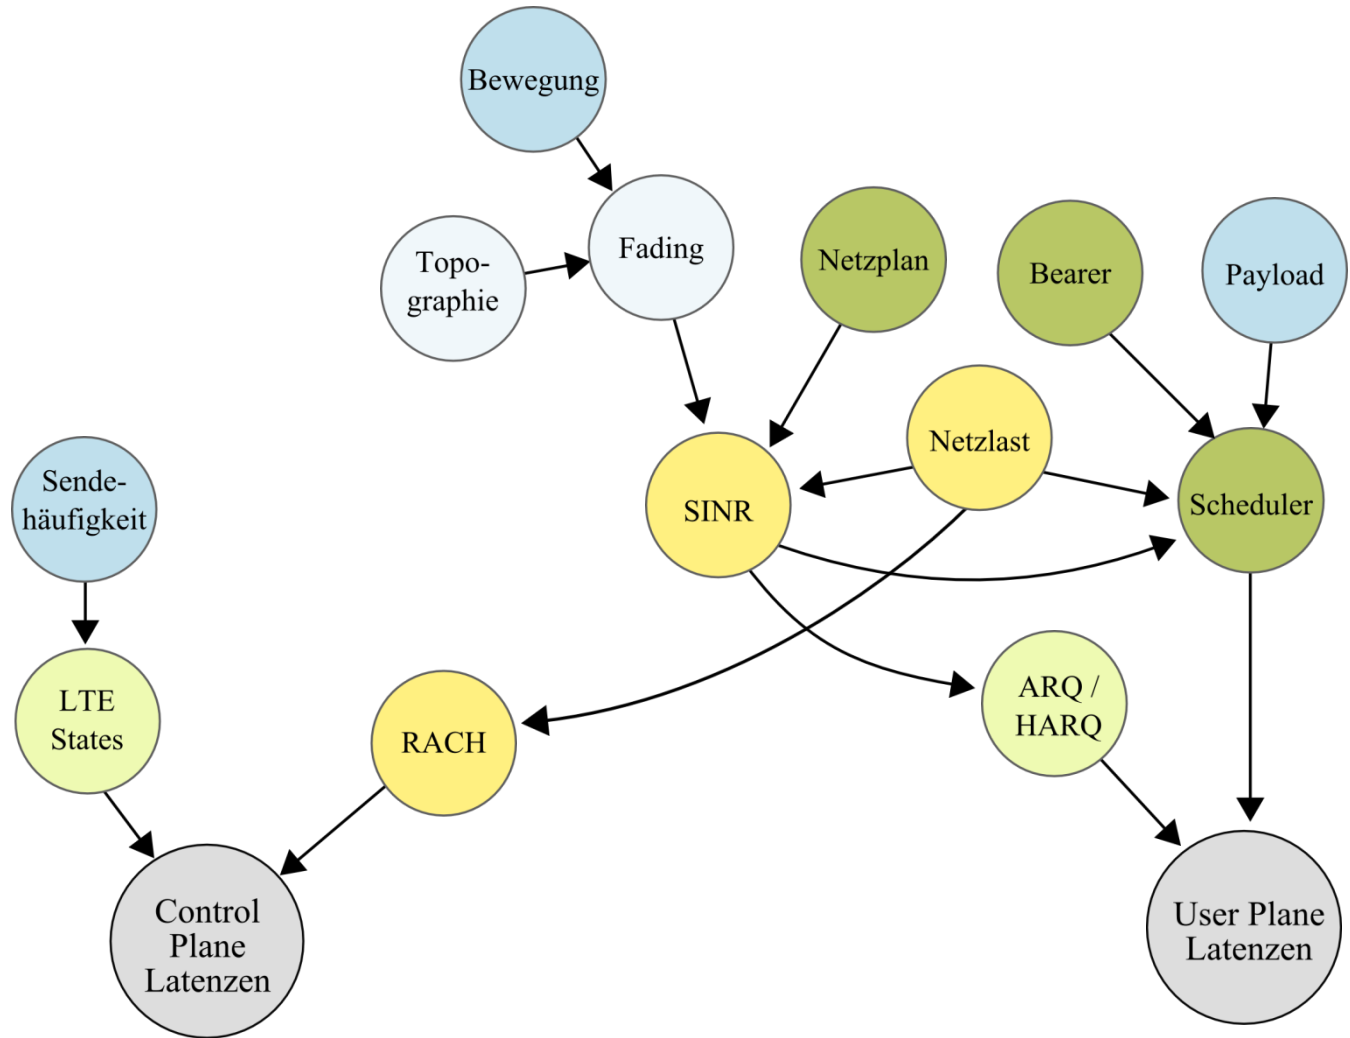 Bewegung
Topo-
graphie
Fading
Netzplan
Bearer
Payload
Netzlast
SINR
Scheduler
Sende-
häufigkeit
LTE
States
RACH
ARQ /
HARQ
Control
Plane
Latenzen
User Plane
Latenzen